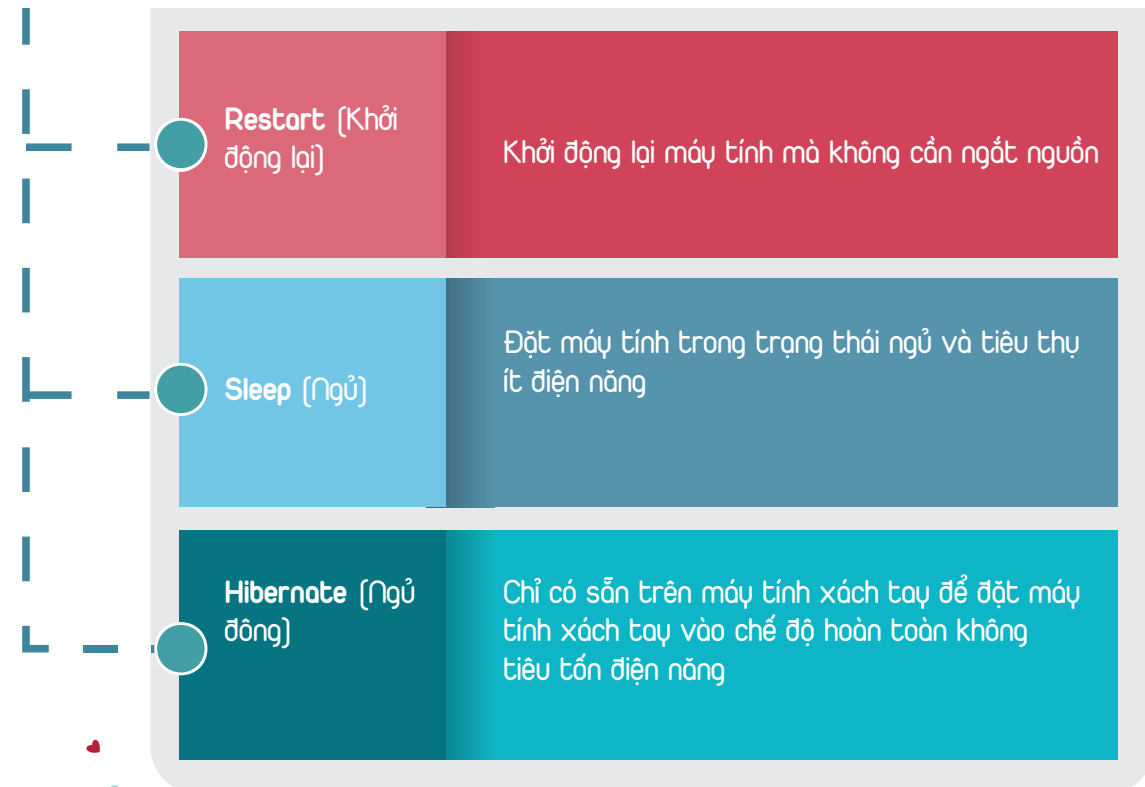 Restart (Khởi
động lại)
Khởi động lại máy tính mà không cần ngắt nguồn
Sleep (Ngủ)
Đặt máy tính trong trạng thái ngủ và tiêu thụ
ít điện năng
Hibernate (Ngủ
đông)
Chỉ có sẵn trên máy tính xách tay để đặt máy
tính xách tay vào chế độ hoàn toàn không
tiêu tốn điện năng